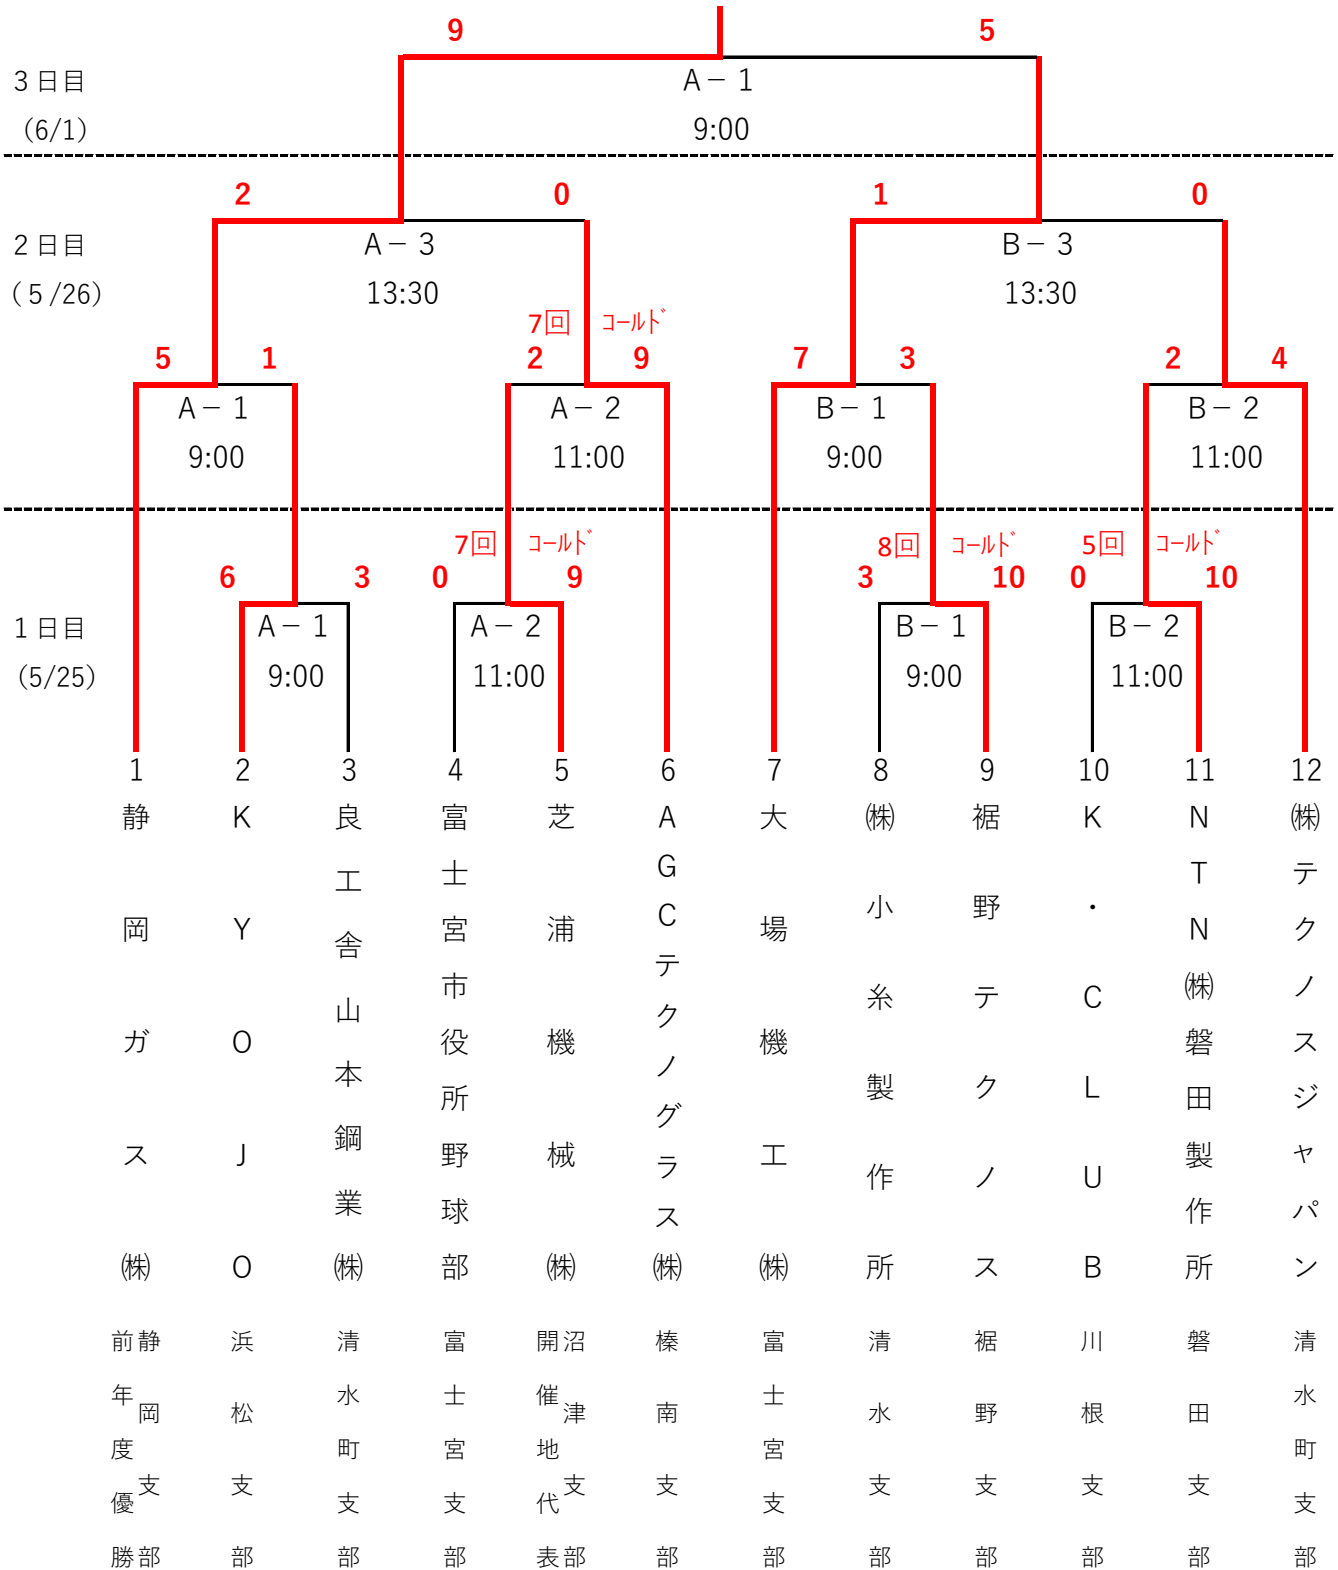 9 5
3日目 A－1
(6/1) 9:00
2 0 1 0
2日目 A－3 B－3
(5/26) 13:30 13:30
7回 ｺｰﾙﾄﾞ
5 1 2 9 7 3 2 4
A－1 A－2 B－1 B－2
9:00 11:00 9:00 11:00
7回 ｺｰﾙﾄﾞ 8回 ｺｰﾙﾄﾞ 5回 ｺｰﾙﾄﾞ
6 3 0 9 3 10 0 10
1日目 A－1 A－2 B－1 B－2
(5/25) 9:00 11:00 9:00 11:00
1 2 3 4 5 6 7 8 9 10 11 12
静岡ガス㈱
KYOJO
良工舎山本鋼業㈱
富士宮市役所野球部
芝浦機械㈱
AGCテクノグラス㈱
大場機工㈱
㈱小糸製作所
裾野テクノス
K・CLUB
NTN㈱磐田製作所
㈱テクノスジャパン
静岡支部
前年度優勝
浜松支部
清水町支部
富士宮支部
沼津支部
開催地代表
榛南支部
富士宮支部
清水支部
裾野支部
川根支部
磐田支部
清水町支部